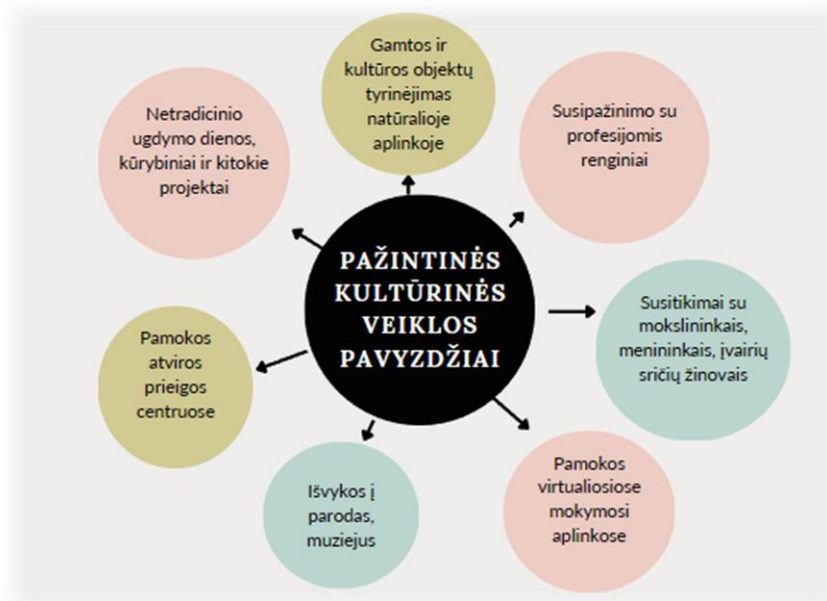 PAŽINTINĖS
KULTŪRINĖS
VEIKLOS
PAVYZDŽIAI
Gamtos ir
kultūros objektų
tyrinėjimas
natūralioje
aplinkoje
Susipažinimo su
profesijomis
renginiai
Susitikimai su
mokslininkais,
menininkais, įvairių
sričių žinovais
Pamokos
virtualiosiose
mokymosi
aplinkose
Išvykos į
parodas,
muziejus
Pamokos
atviros
prieigos
centruose
Netradicinio
ugdymo dienos,
kūrybiniai ir kitokie
projektai